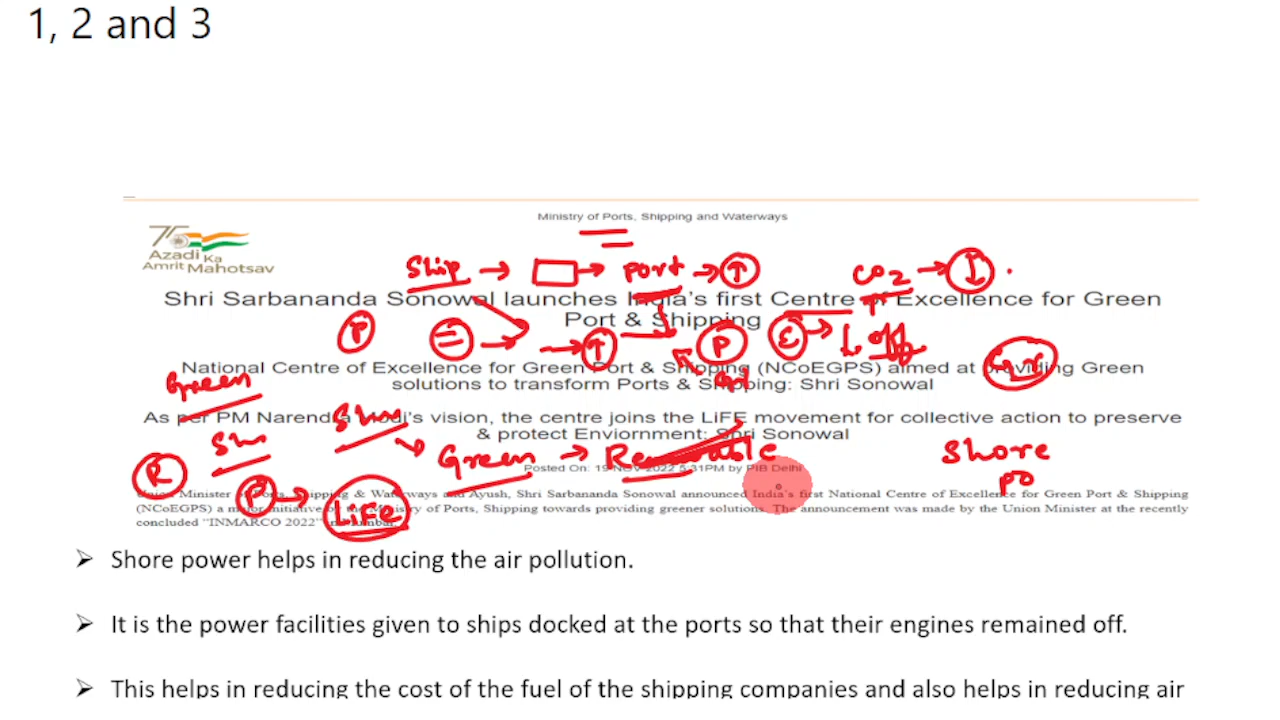 1, 2 and 3
Ministry of Ports, Shipping and Waterways
75
Azadi Ka
Amrit Mahotsav
Ship → → Port →
CO2 →
Shri Sarbananda Sonowal launches India's first Centre of Excellence for Green
Port & Shipping
P
E → off
National Centre of Excellence for Green Port & Shipping (NCoEGPS) aimed at providing Green
solutions to transform Ports & Shipping: Shri Sonowal
Green
As per PM Narendra Modi's vision, the centre joins the LiFE movement for collective action to preserve
& protect Enviornment: Shri Sonowal
Green → Renewable
Shore
Po
R
P → LiFe
Posted On: 19 NOV 2022 5:31PM by PIB Delhi
Union Minister of Ports, Shipping & Waterways and Ayush, Shri Sarbananda Sonowal announced India's first National Centre of Excellence for Green Port & Shipping
(NCoEGPS) a major initiative of the Ministry of Ports, Shipping towards providing greener solutions. The announcement was made by the Union Minister at the recently
concluded "INMARCO 2022" in Mumbai.
➢ Shore power helps in reducing the air pollution.
➢ It is the power facilities given to ships docked at the ports so that their engines remained off.
➢ This helps in reducing the cost of the fuel of the shipping companies and also helps in reducing air